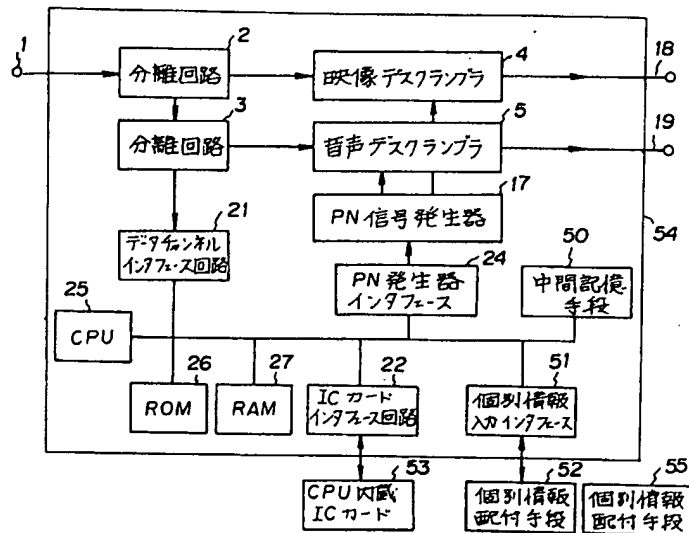 1
2
分離回路
4
映像デスクランブラ
18
3
分離回路
5
音声デスクランブラ
19
17
PN信号発生器
54
21
データチャンネル
インタフェース回路
24
PN発生器
インタフェース
50
中間記憶
手段
25
CPU
26
ROM
27
RAM
22
ICカード
インタフェース回路
51
個別情報
入力インタフェース
53
CPU内蔵
ICカード
52
個別情報
配付手段
55
個別情報
配付手段